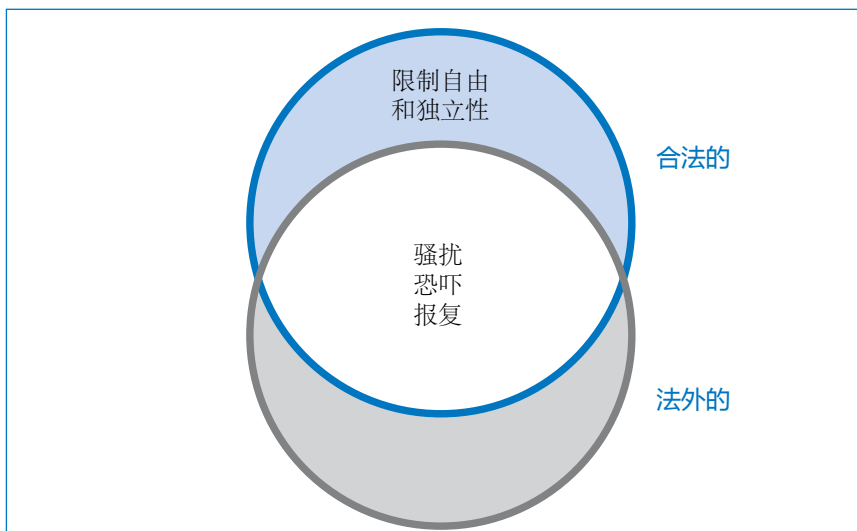 限制自由
和独立性
合法的
骚扰
恐吓
报复
法外的